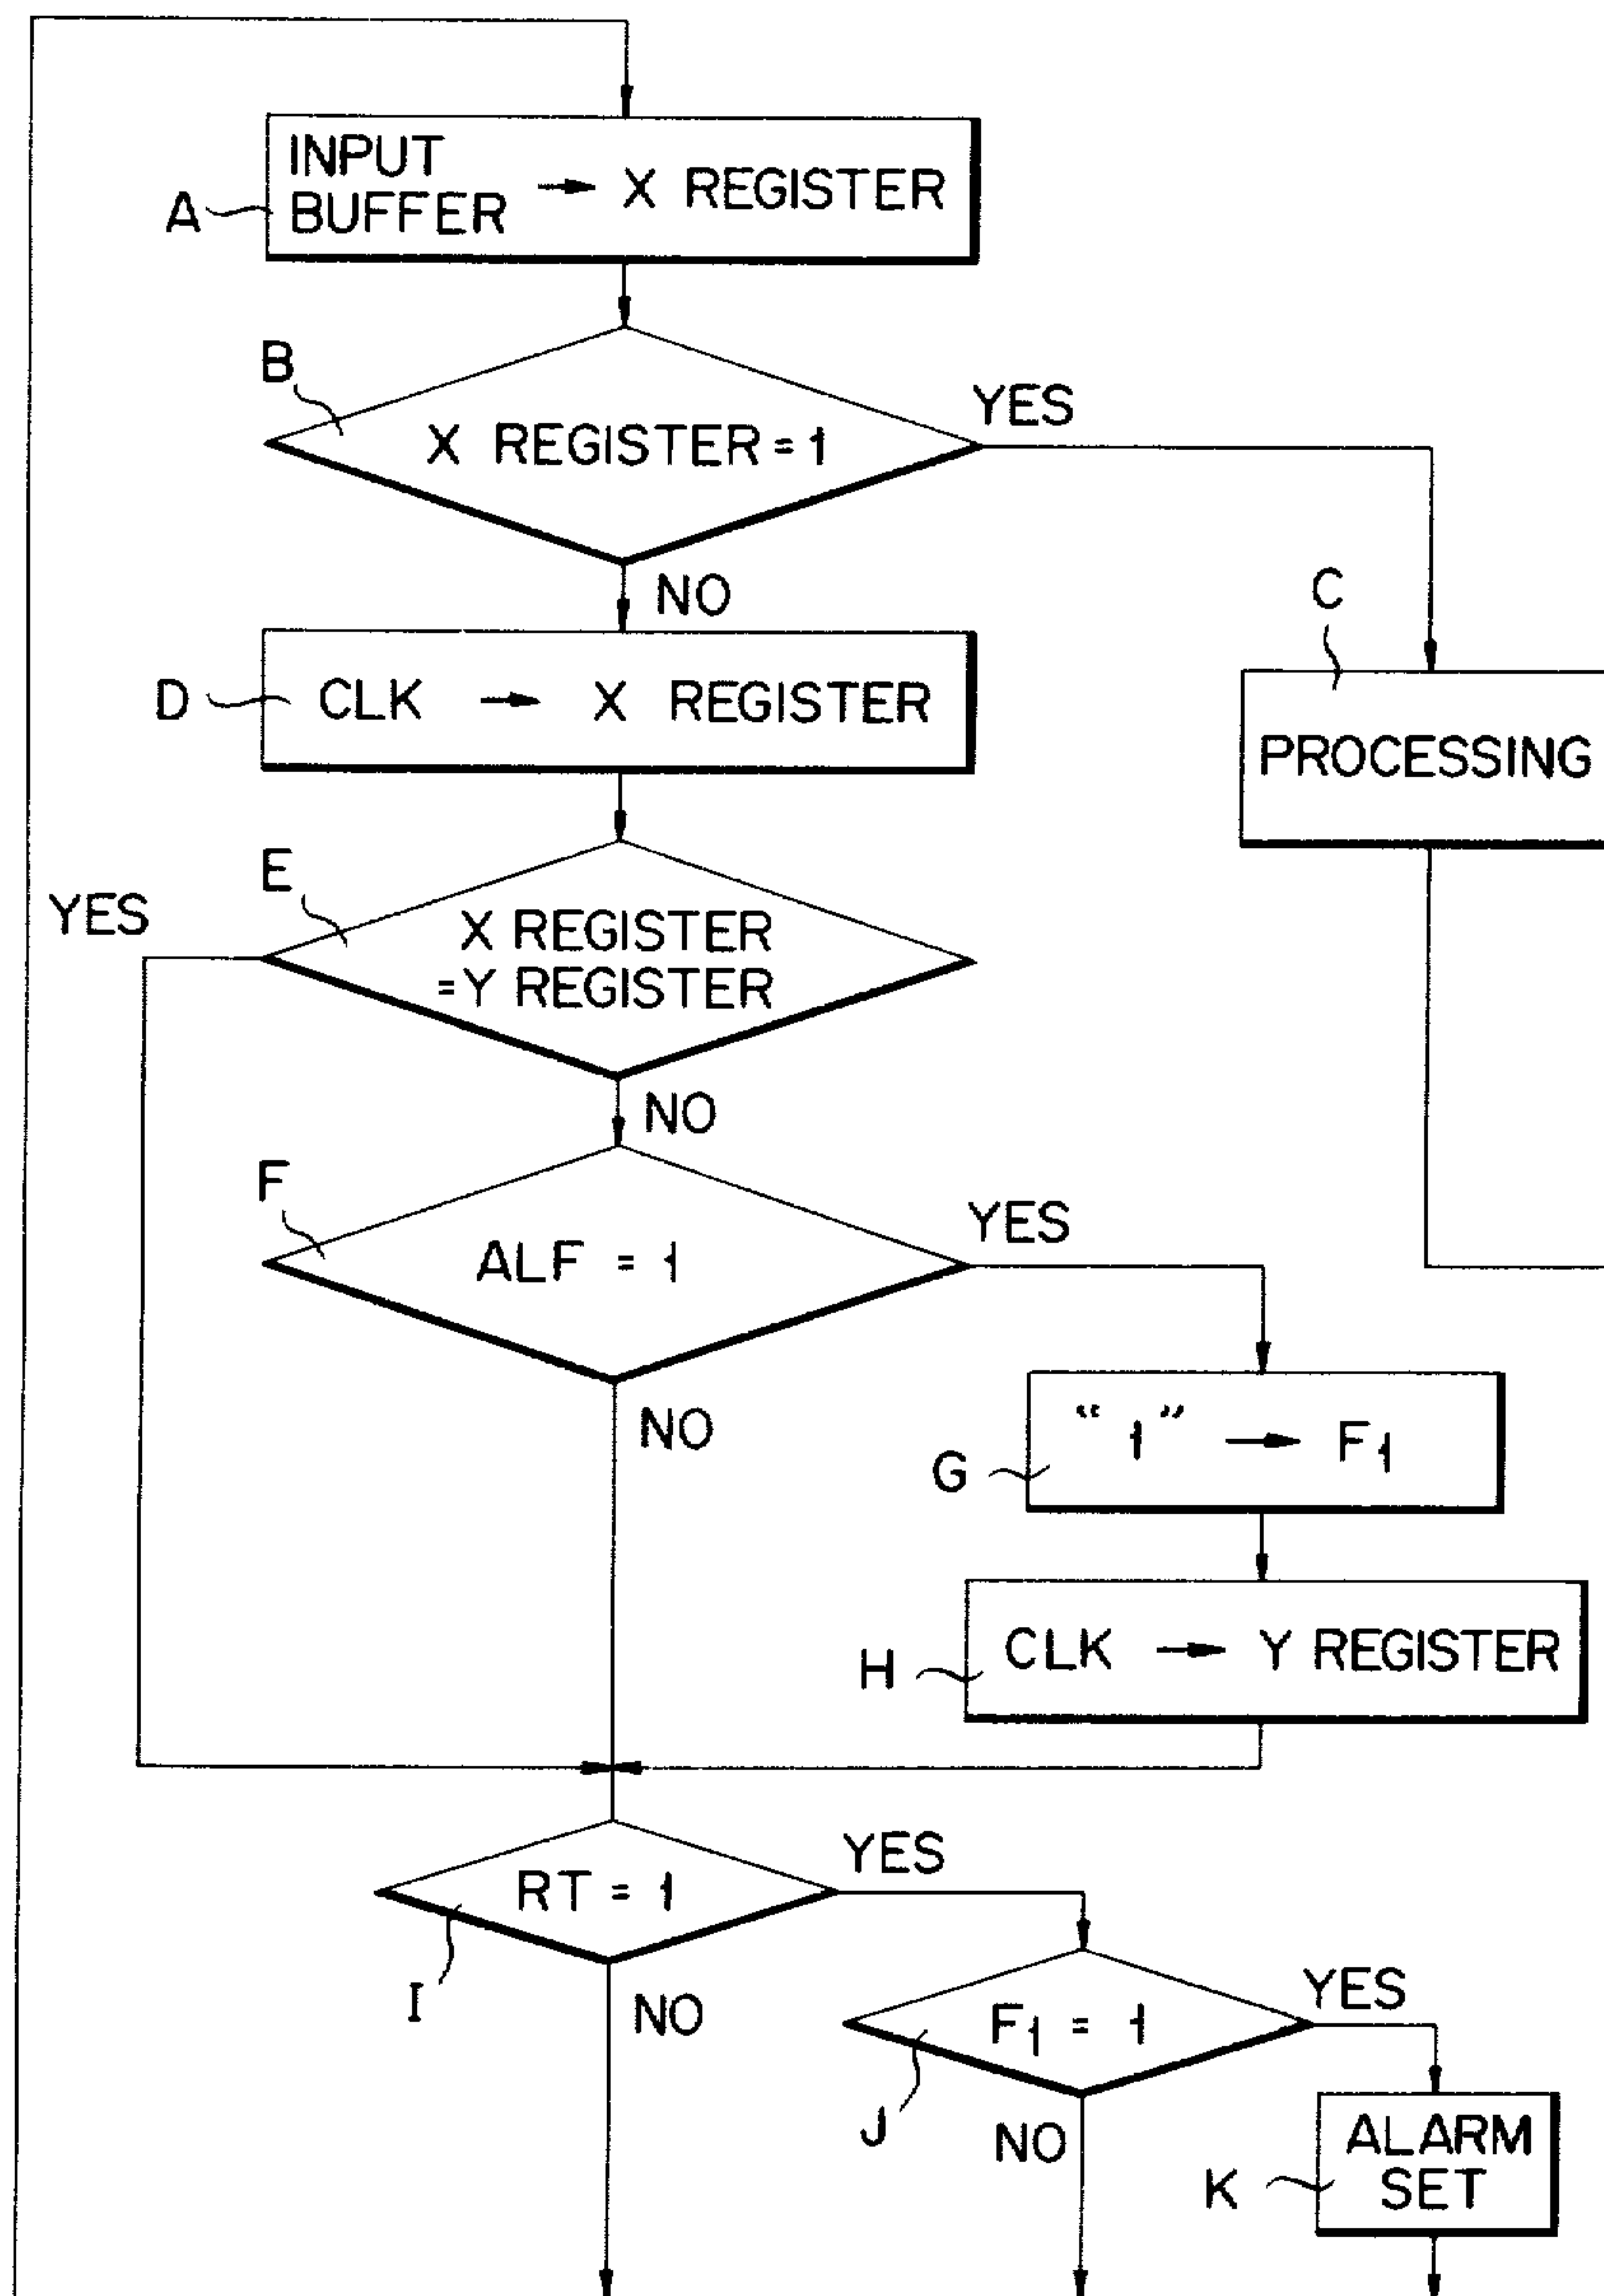 INPUT
BUFFER → X REGISTER
A
B
X REGISTER = 1
YES
NO
C
PROCESSING
D
CLK → X REGISTER
E
YES
X REGISTER
= Y REGISTER
NO
F
ALF = 1
YES
NO
G
“1” → F1
H
CLK → Y REGISTER
I
RT = 1
YES
NO
J
F1 = 1
YES
NO
K
ALARM
SET